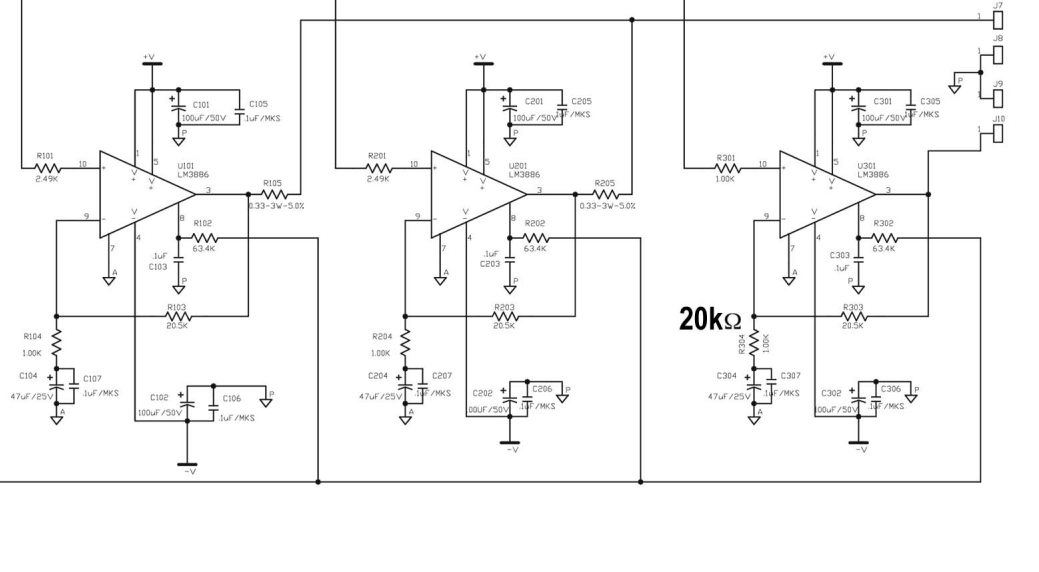 J7
1
J8
1
P
J9
1
J10
1
+V
+
C101
100uF/50V
C105
.1uF/MKS
P
+V
+
C201
100uF/50V
C205
.1uF/MKS
P
+V
+
C301
100uF/50V
C305
.1uF/MKS
P
R101
2.49K
10
+
1
5
V
+
V
+
U101
LM3886
3
R105
0.33-3W-5.0%
9
-
V
-
8
R102
63.4K
7
4
A
.1uF
C103
P
R103
20.5K
R104
1.00K
C104
+
C107
47uF/25V
.1uF/MKS
A
C102
+
100uF/50V
C106
.1uF/MKS
P
-V
R201
2.49K
10
+
1
5
V
+
V
+
U201
LM3886
3
R205
0.33-3W-5.0%
9
-
V
-
8
R202
63.4K
7
4
A
.1uF
C203
P
R203
20.5K
R204
1.00K
C204
+
C207
47uF/25V
.1uF/MKS
A
C202
+
00UF/50V
C206
.1uF/MKS
P
-V
R301
1.00K
10
+
1
5
V
+
V
+
U301
LM3886
3
9
-
V
-
8
R302
63.4K
7
4
A
C303
.1uF
P
R303
20.5K
20kΩ
R304
1.00K
C304
+
C307
47uF/25V
.1uF/MKS
A
C302
+
100uF/50V
C306
.1uF/MKS
P
-V